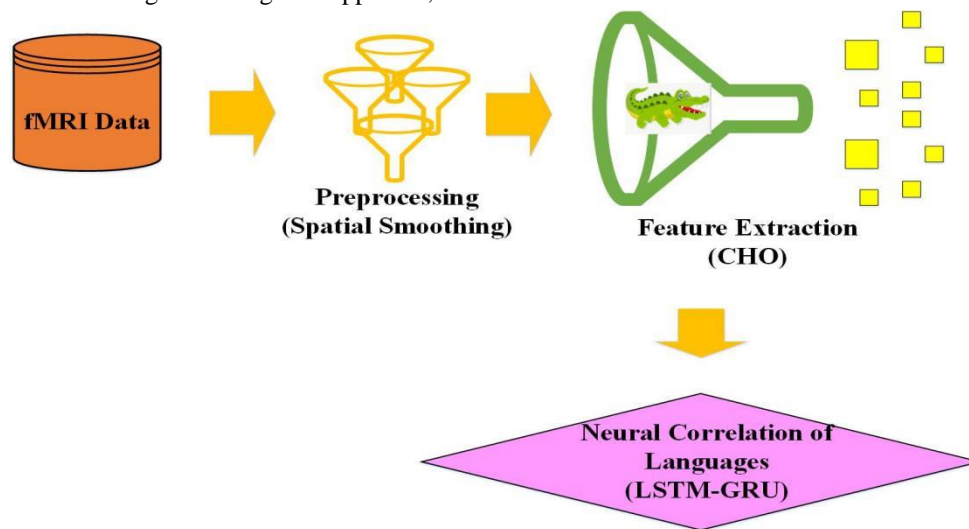 fMRI Data
Preprocessing
(Spatial Smoothing)
Feature Extraction
(CHO)
Neural Correlation of
Languages
(LSTM-GRU)